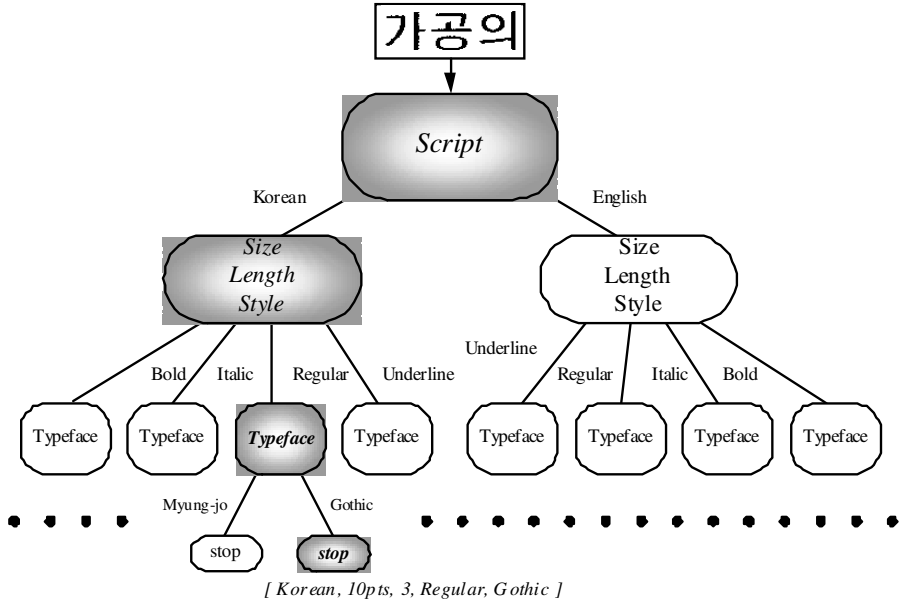 가공의
Script
Korean English
Size
Length
Style
Size
Length
Style
Bold Italic Regular Underline
Underline Regular Italic Bold
Typeface Typeface Typeface Typeface Typeface Typeface Typeface Typeface
Myung-jo Gothic
stop stop
[ Korean, 10pts, 3, Regular, Gothic ]